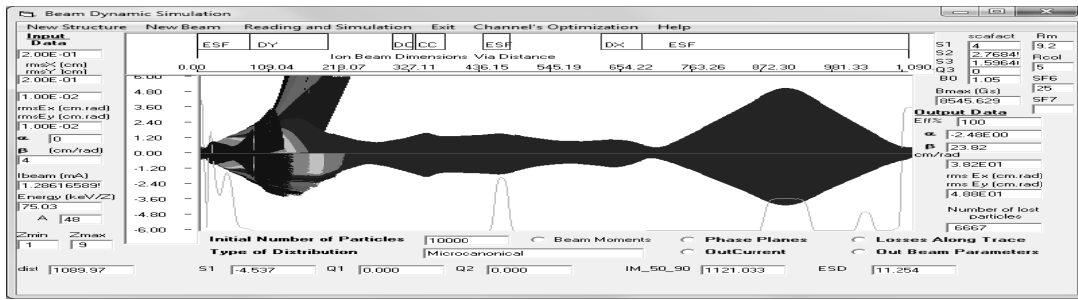 Beam Dynamic Simulation
New Structure New Beam Reading and Simulation Exit Channel's Optimization Help
Input Data
2.00E-01
rmsX (cm)
rmsY (cm)
2.00E-01
1.00E-02
rmsEx (cm.rad)
rmsEy (cm.rad)
1.00E-02
α 0
β (cm/rad)
4
Ibeam (mA)
1.28616589
Energy (keV/Z)
75.03
A 48
Zmin Zmax
1 9
ESF DY DC CC ESF DX ESF
Ion Beam Dimensions Via Distance
0.00 109.04 218.07 327.11 436.15 545.19 654.22 763.26 872.30 981.33 1,090.
6.00
4.80
3.60
2.40
1.20
0.00
-1.20
-2.40
-3.60
-4.80
-6.00
scafact Rm
S1 4 9.2
S2 2.7684
S3 1.5964 Rcol
Q3 0 5
B0 1.05 SF6
Bmax (Gs) 25
8545.629 SF7
Output Data
Eff% 100
α -2.48E00
β 23.82
cm/rad
3.82E01
rms Ex (cm.rad)
rms Ey (cm.rad)
4.88E01
Number of lost particles
6667
Initial Number of Particles 10000 Beam Moments Phase Planes Losses Along Trace
Type of Distribution Microcanonical OutCurrent Out Beam Parameters
dist 1089.97 S1 -4.537 Q1 0.000 Q2 0.000 IM_50_90 1121.033 ESD 11.254